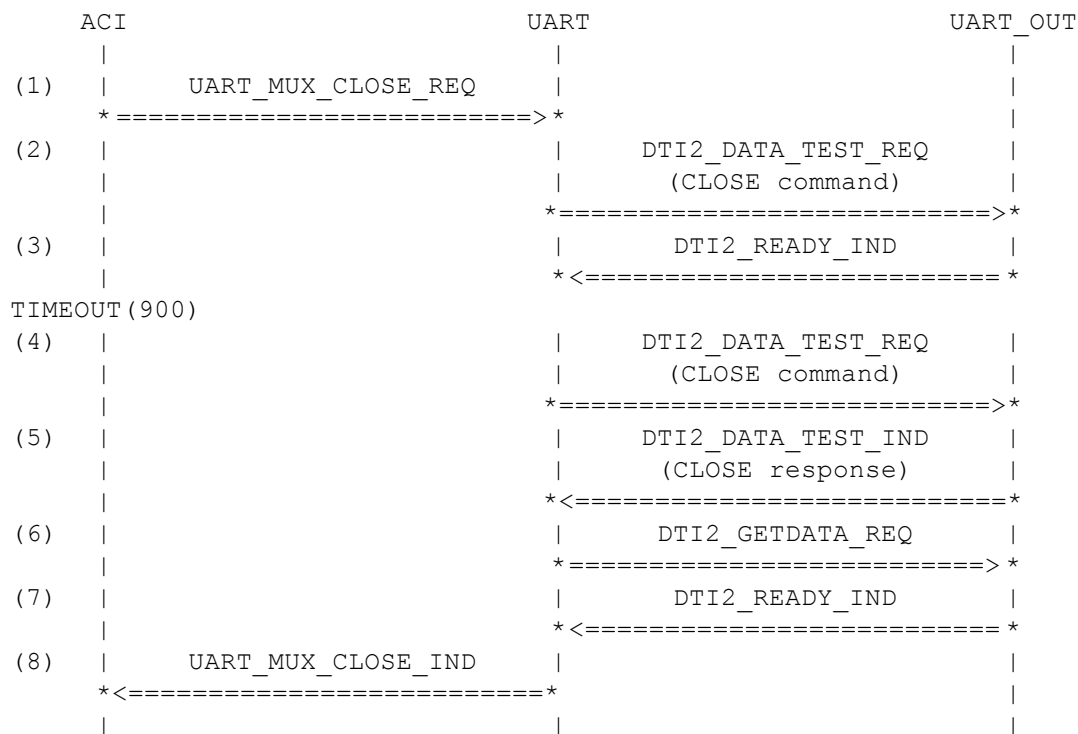 ACI UART UART_OUT
| | |
(1) | UART_MUX_CLOSE_REQ | |
* ==========================> * |
(2) | | DTI2_DATA_TEST_REQ |
| | (CLOSE command) |
| *===========================>*
(3) | | DTI2_READY_IND |
| * <========================== *
TIMEOUT(900)
(4) | | DTI2_DATA_TEST_REQ |
| | (CLOSE command) |
| *===========================>*
(5) | | DTI2_DATA_TEST_IND |
| | (CLOSE response) |
| *<===========================*
(6) | | DTI2_GETDATA_REQ |
| * ==========================> *
(7) | | DTI2_READY_IND |
| * <========================== *
(8) | UART_MUX_CLOSE_IND | |
*<==========================* |
| | |